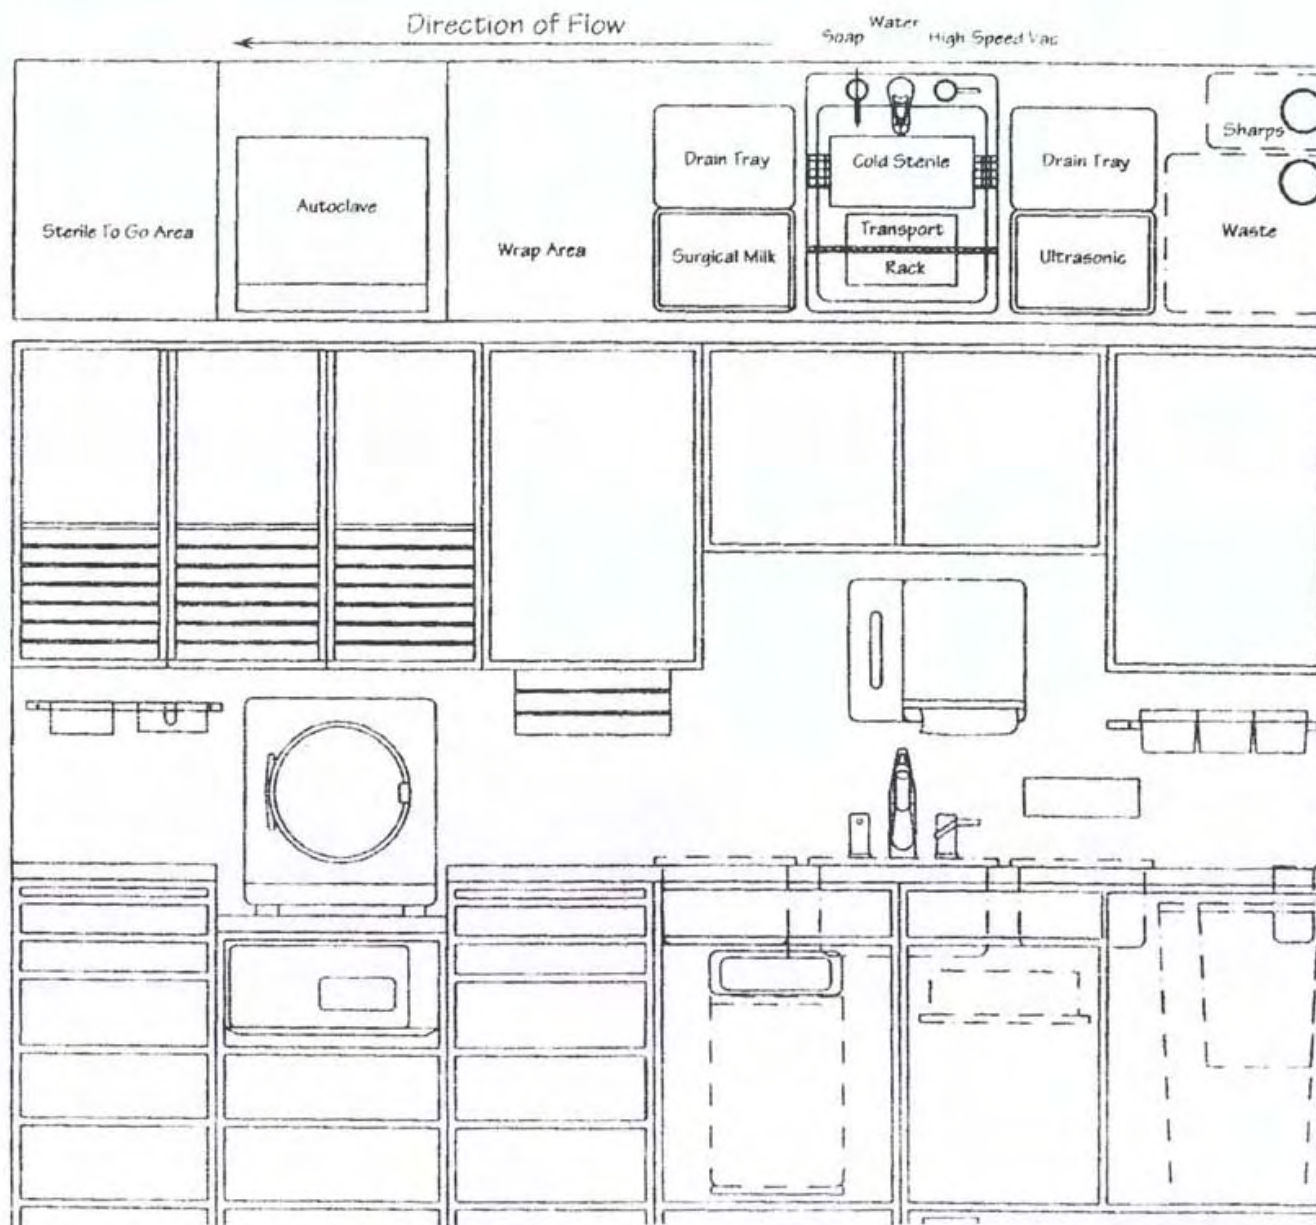 Direction of Flow
Soap
Water
High Speed Vac
Sharps
Drain Tray
Cold Sterile
Drain Tray
Autoclave
Sterile To Go Area
Wrap Area
Surgical Milk
Transport
Rack
Ultrasonic
Waste